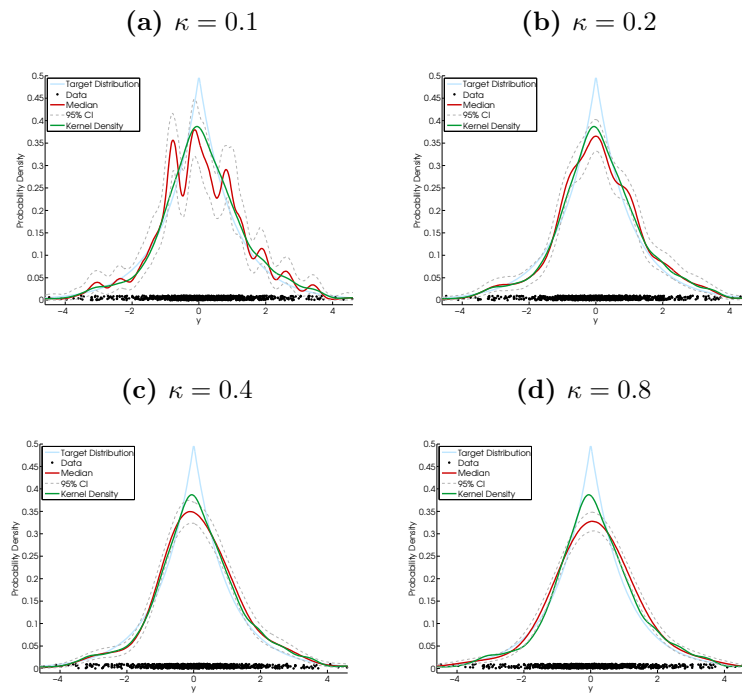 (a) κ = 0.1
0.5
0.45
0.4
0.35
0.3
0.25
0.2
0.15
0.1
0.05
0
Probability Density
Target Distribution
Data
Median
95% CI
Kernel Density
−4
−2
0
2
4
y
(b) κ = 0.2
0.5
0.45
0.4
0.35
0.3
0.25
0.2
0.15
0.1
0.05
0
Probability Density
Target Distribution
Data
Median
95% CI
Kernel Density
−4
−2
0
2
4
y
(c) κ = 0.4
0.5
0.45
0.4
0.35
0.3
0.25
0.2
0.15
0.1
0.05
0
Probability Density
Target Distribution
Data
Median
95% CI
Kernel Density
−4
−2
0
2
4
y
(d) κ = 0.8
0.5
0.45
0.4
0.35
0.3
0.25
0.2
0.15
0.1
0.05
0
Probability Density
Target Distribution
Data
Median
95% CI
Kernel Density
−4
−2
0
2
4
y